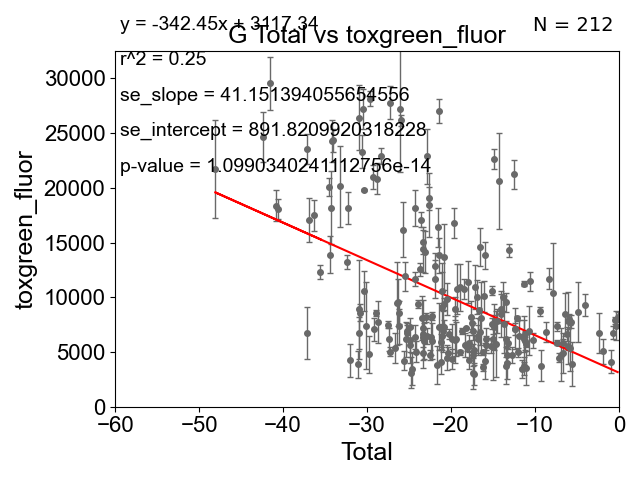 y = -342.45x + 3117.34
N = 212
G Total vs toxgreen_fluor
r^2 = 0.25
se_slope = 41.151394055654556
se_intercept = 891.8209920318228
p-value = 1.0990340241112756e-14
30000
25000
20000
15000
10000
5000
0
toxgreen_fluor
−60
−50
−40
−30
−20
−10
0
Total